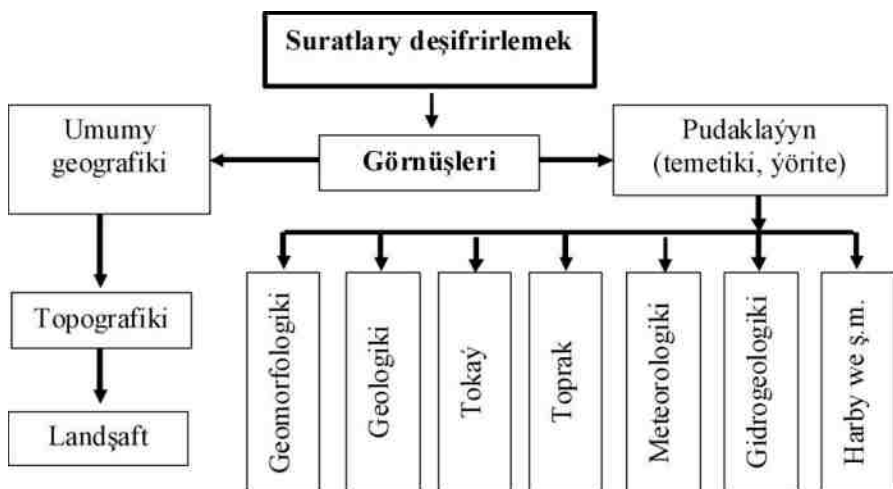 Suratlary deşifrirlemek
Umumy
geografiki
Görnüşleri
Pudaklaýyn
(temetiki, ýörite)
Topografiki
Landşaft
Geomorfologiki
Geologiki
Tokaý
Toprak
Meteorologiki
Gidrogeologiki
Harby we ş.m.